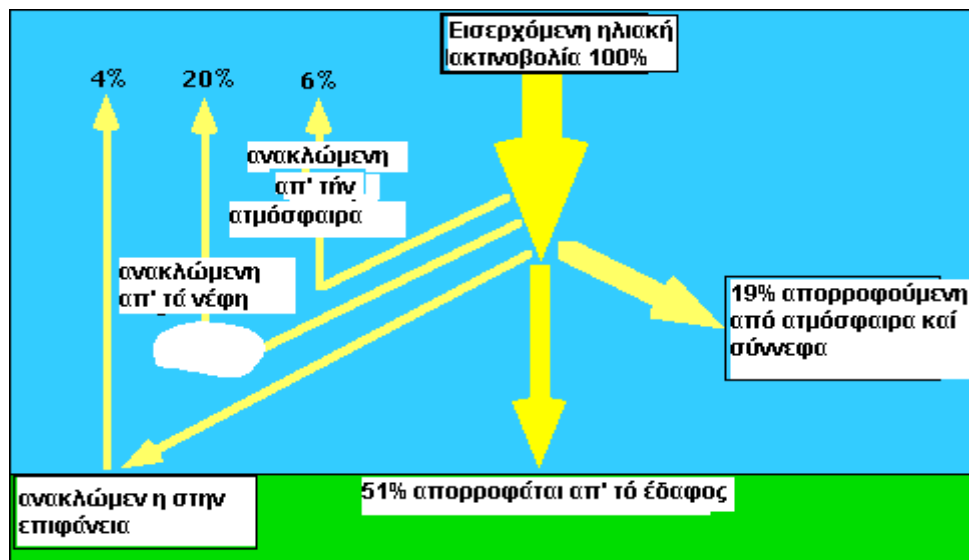 Εισερχόμενη ηλιακή
ακτινοβολία 100%
4%
20%
6%
ανακλώμενη
απ' τήν
ατμόσφαιρα
ανακλώμενη
απ' τά νέφη
19% απορροφούμενη
από ατμόσφαιρα καί
σύννεφα
ανακλώμεν η στην
επιφάνεια
51% απορροφάται απ' τό έδαφος